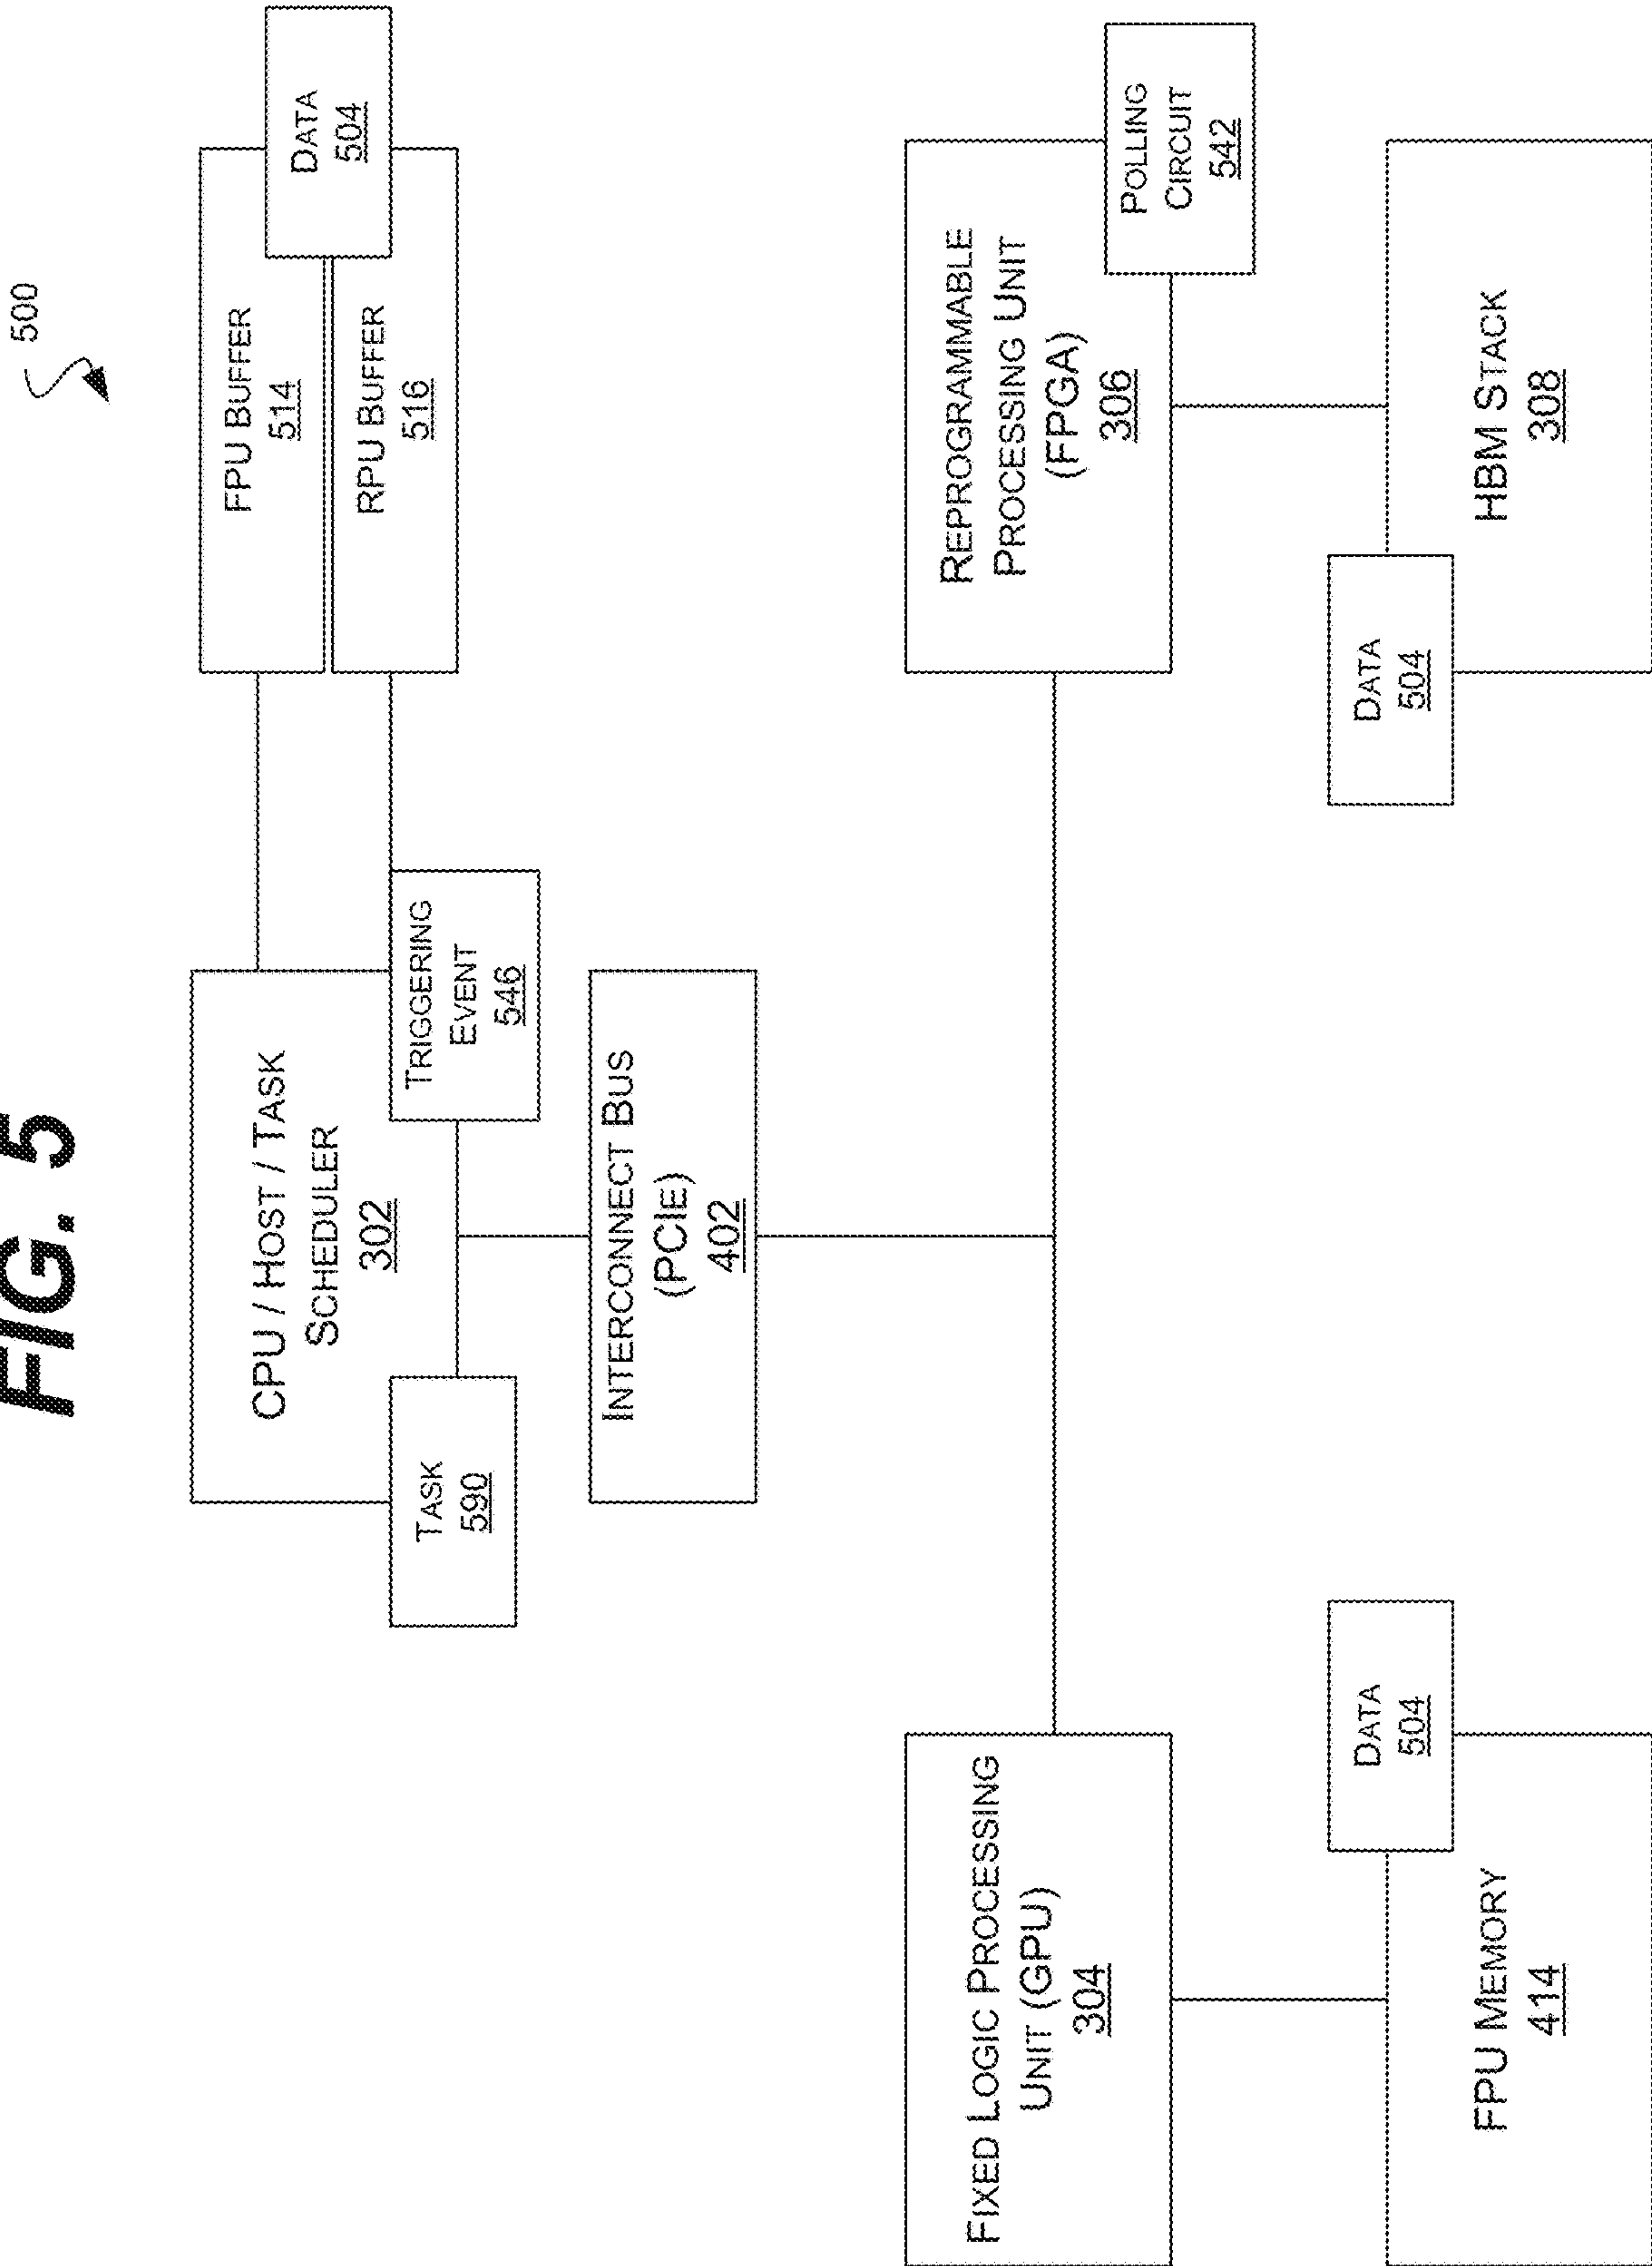 FIG. 5
500
CPU / HOST / TASK
SCHEDULER
302
TASK
590
TRIGGERING
EVENT
546
FPU BUFFER
514
RPU BUFFER
516
DATA
504
INTERCONNECT BUS
(PCIE)
402
FIXED LOGIC PROCESSING
UNIT (GPU)
304
REPROGRAMMABLE
PROCESSING UNIT
(FPGA)
306
POLLING
CIRCUIT
542
DATA
504
FPU MEMORY
414
DATA
504
HBM STACK
308